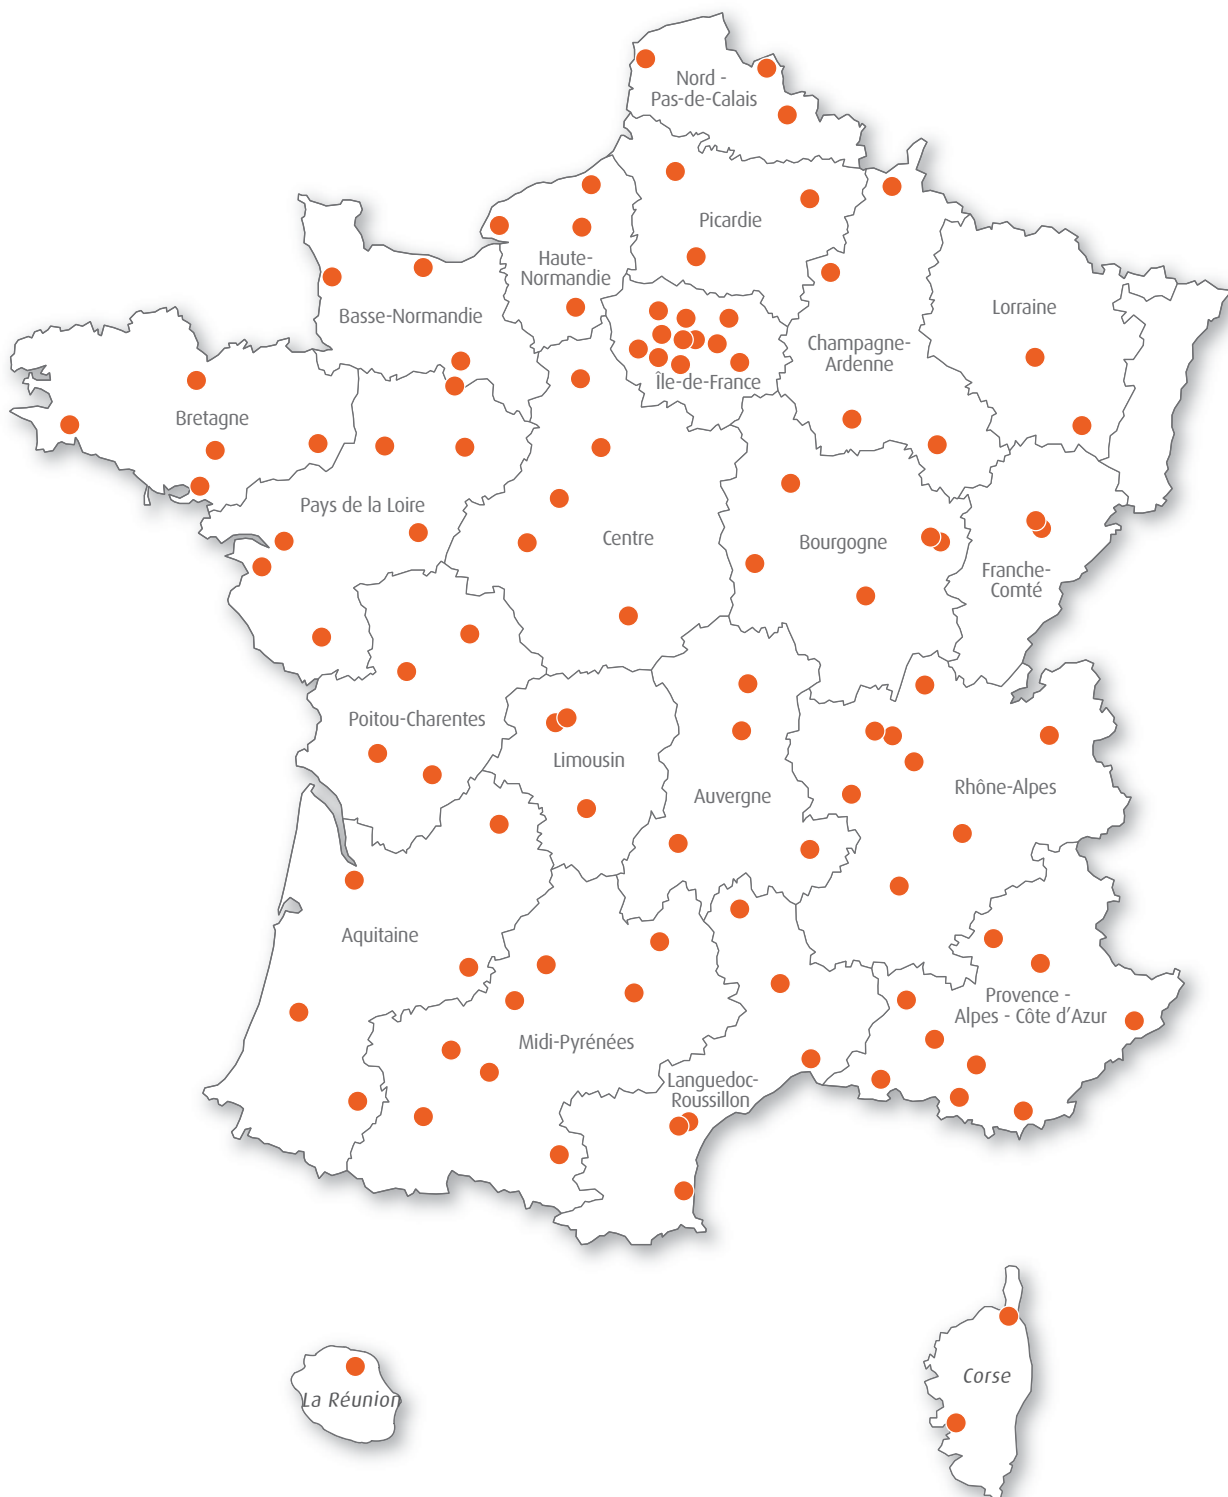 Nord -
Pas-de-Calais
Picardie
Haute-
Normandie
Basse-Normandie
Lorraine
Champagne-
Ardenne
Île-de-France
Bretagne
Pays de la Loire
Centre
Bourgogne
Franche-
Comté
Poitou-Charentes
Limousin
Auvergne
Rhône-Alpes
Aquitaine
Midi-Pyrénées
Provence -
Alpes - Côte d'Azur
Languedoc-
Roussillon
La Réunion
Corse